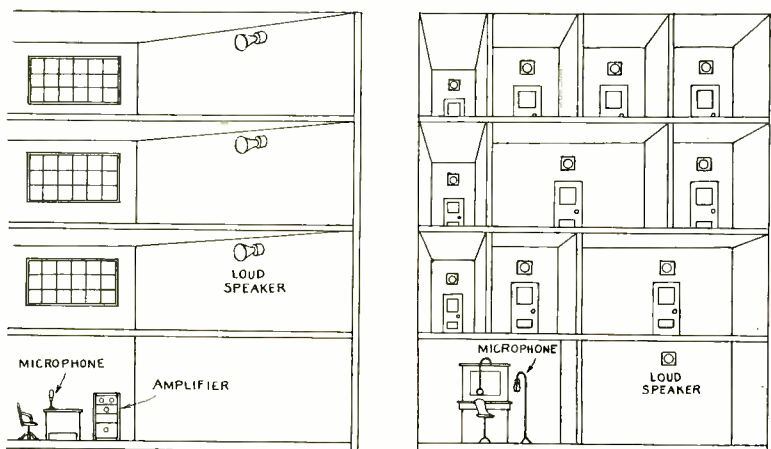 LOUD
SPEAKER
MICROPHONE
AMPLIFIER
MICROPHONE
LOUD
SPEAKER